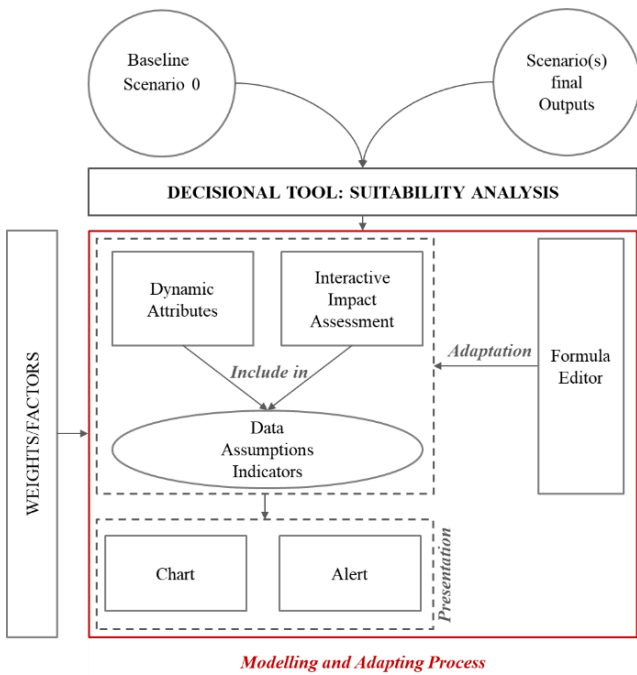 Baseline
Scenario 0
Scenario(s)
final
Outputs
DECISIONAL TOOL: SUITABILITY ANALYSIS
WEIGHTS/FACTORS
Dynamic
Attributes
Interactive
Impact
Assessment
Include in
Adaptation
Formula
Editor
Data
Assumptions
Indicators
Chart
Alert
Presentation
Modelling and Adapting Process